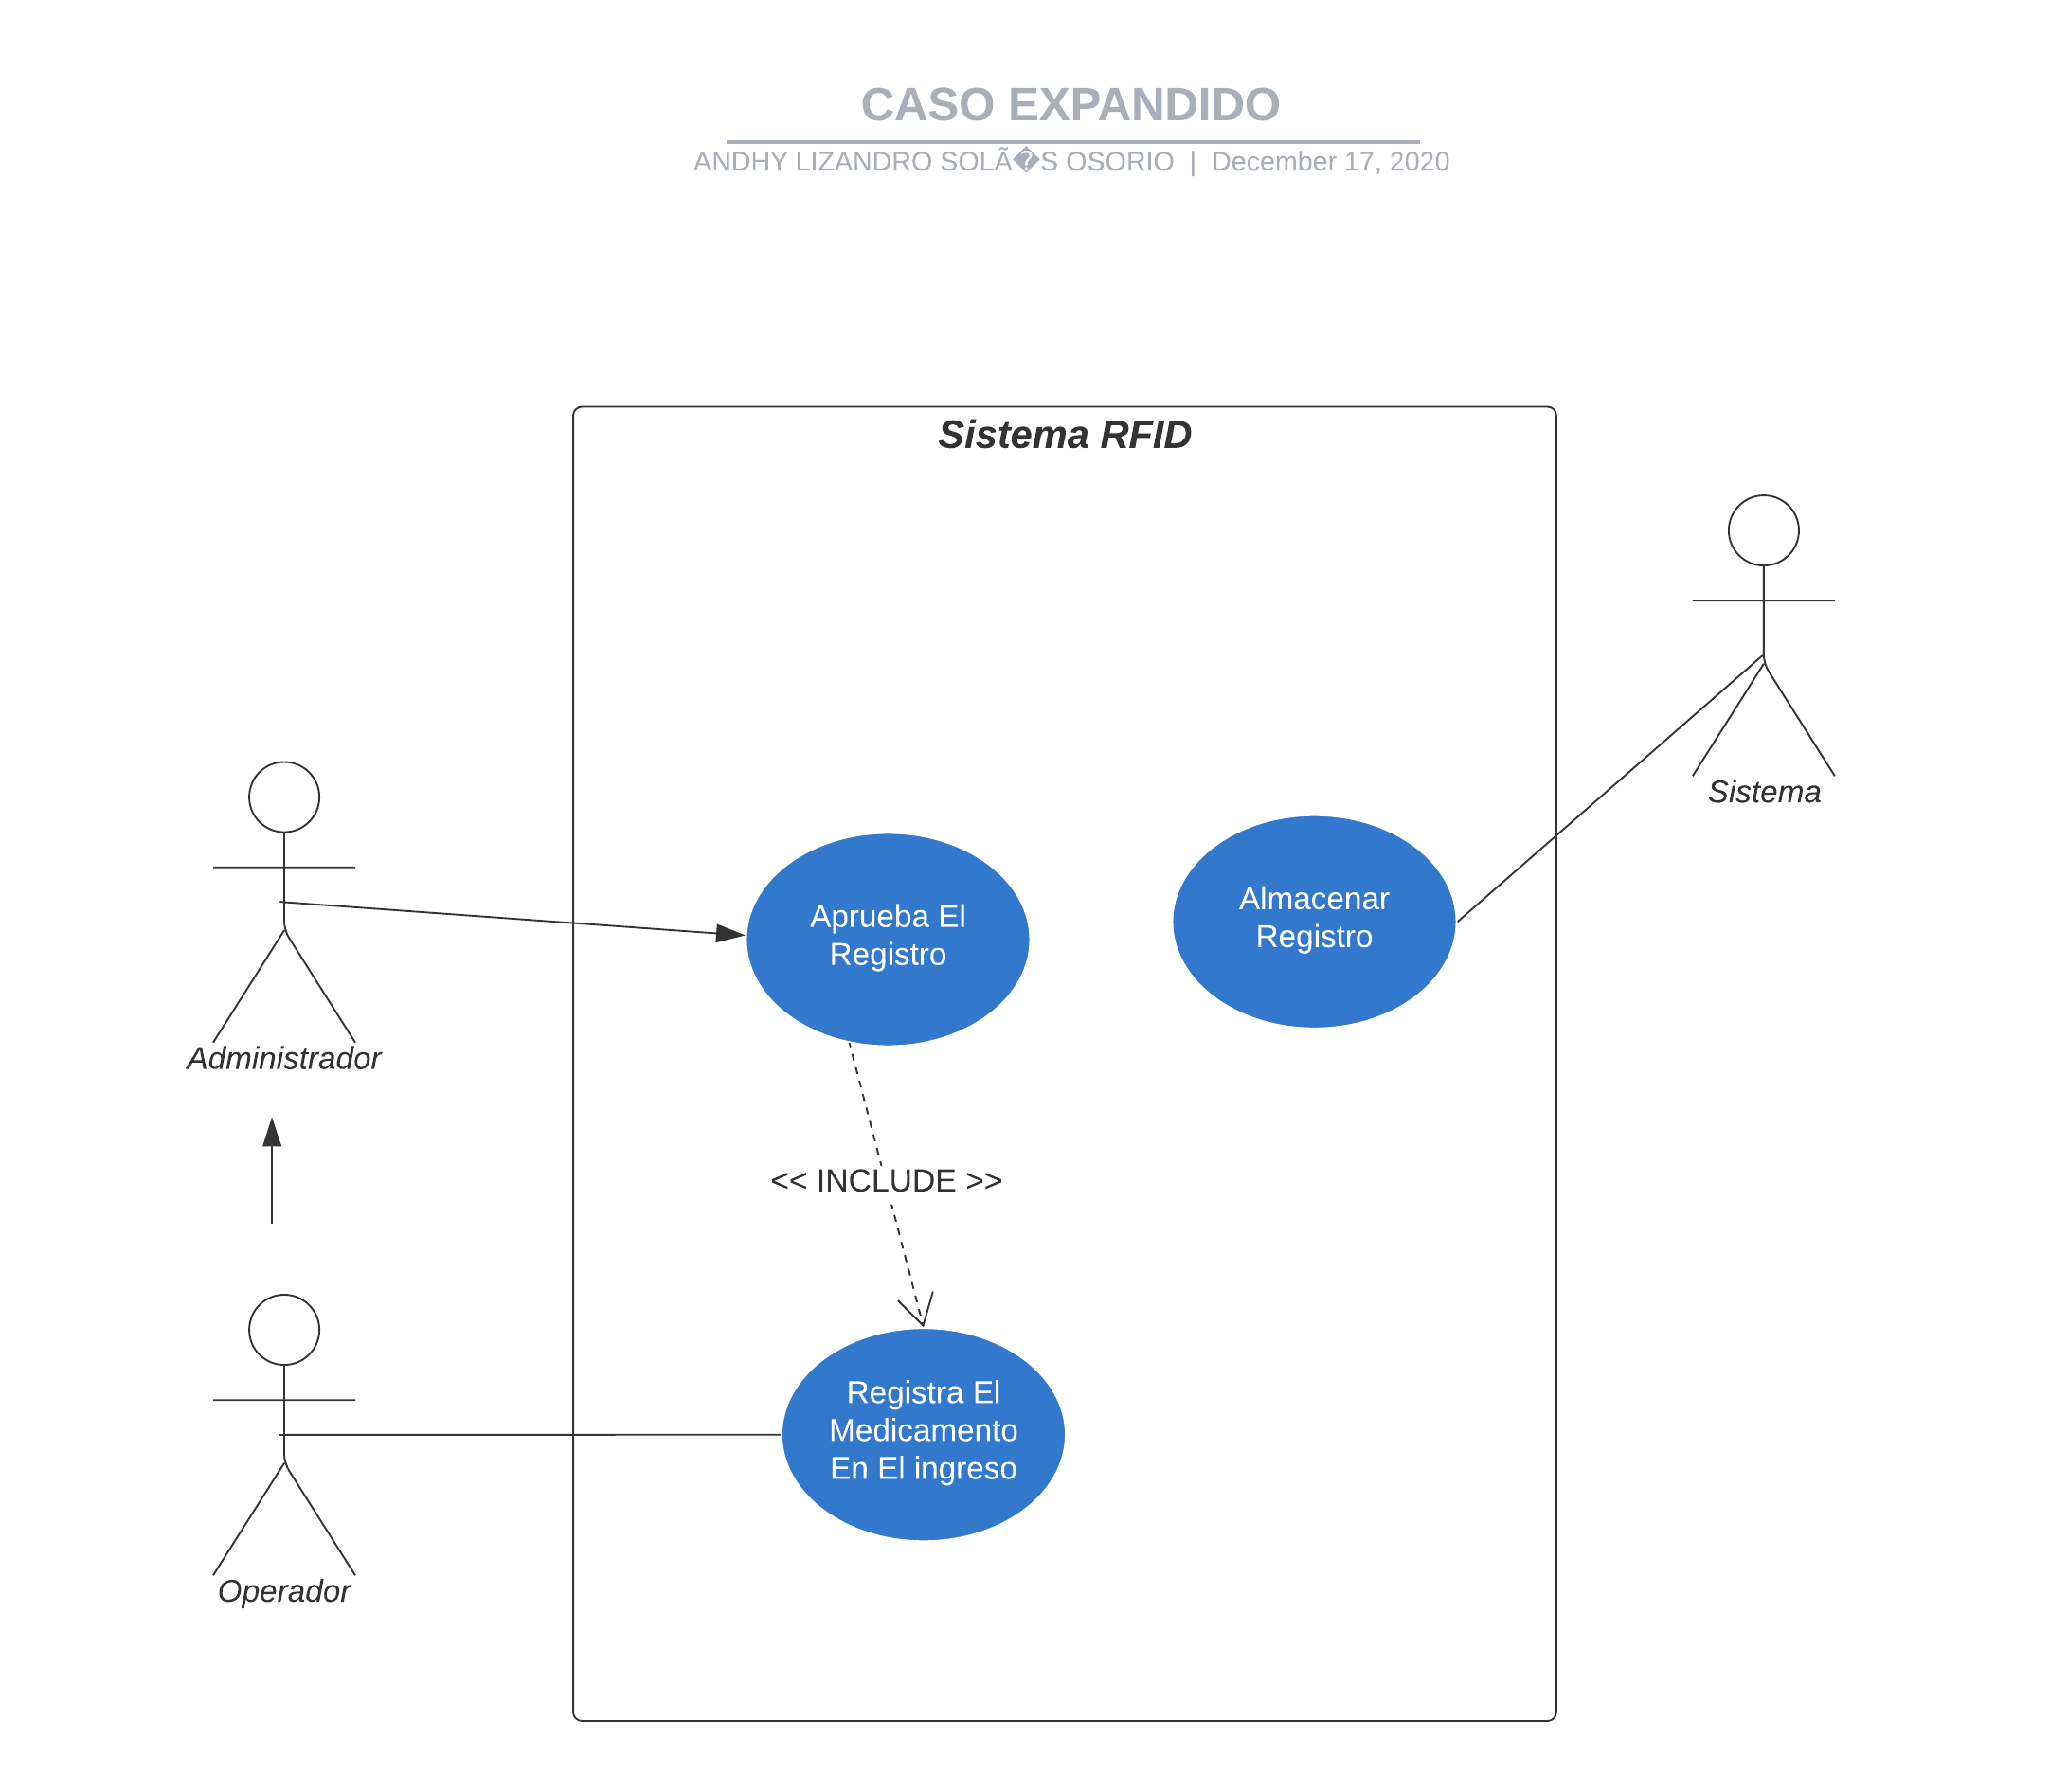 CASO EXPANDIDO
ANDHY LIZANDRO SOLÃ�S OSORIO | December 17, 2020
Sistema RFID
Sistema
Aprueba El
Registro
Almacenar
Registro
Administrador
<< INCLUDE >>
Registra El
Medicamento
En El ingreso
Operador